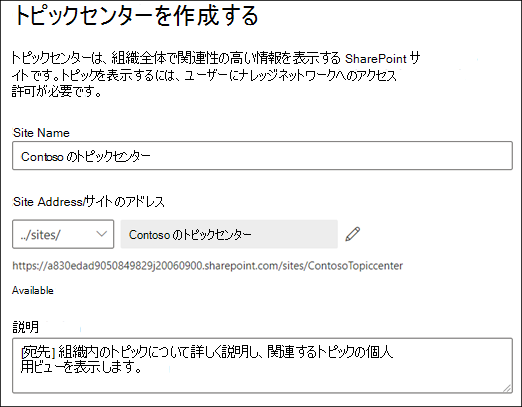 トピックセンターを作成する
トピックセンターは、組織全体で関連性の高い情報を表示する SharePoint サ
イトです。トピックを表示するには、ユーザーにナレッジネットワークへのアクセス
許可が必要です。
Site Name
Contoso のトピックセンター
Site Address/サイトのアドレス
../sites/
Contoso のトピックセンター
https://a830edad9050849829j20060900.sharepoint.com/sites/ContosoTopiccenter
Available
説明
[宛先] 組織内のトピックについて詳しく説明し、関連するトピックの個人
用ビューを表示します。